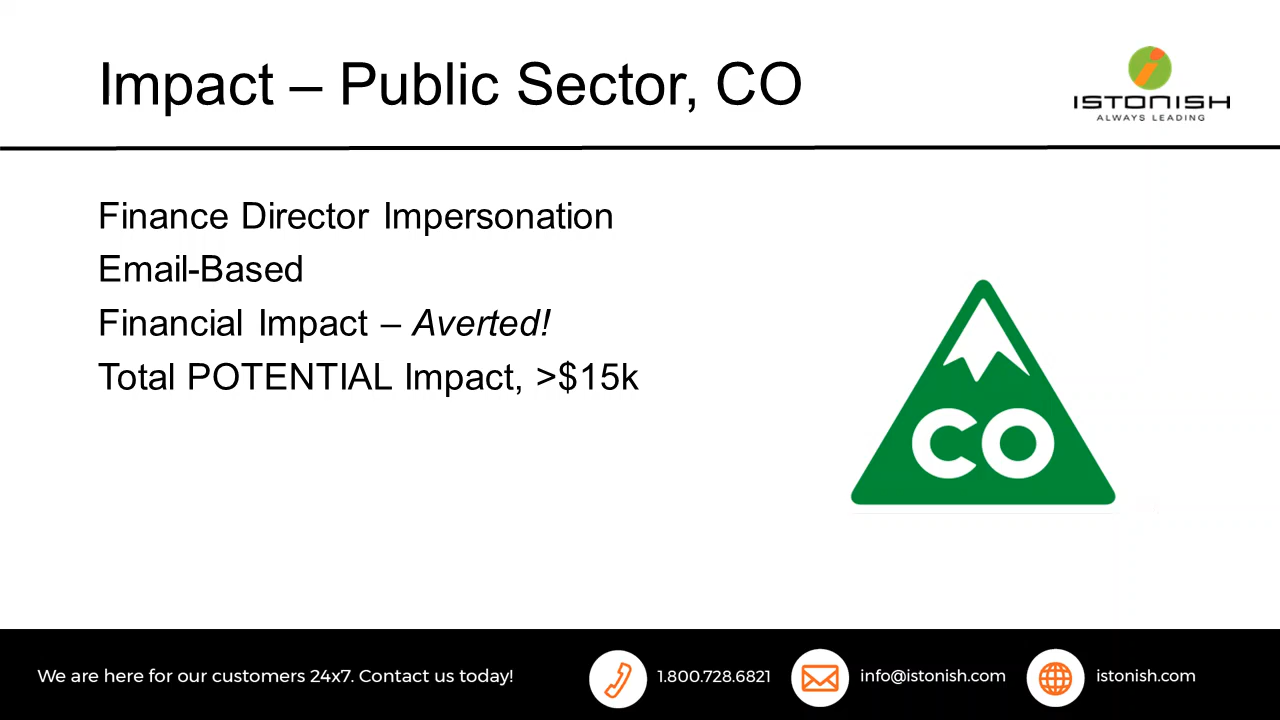 Impact – Public Sector, CO
ISTONISH
ALWAYS LEADING
Finance Director Impersonation
Email-Based
Financial Impact – Averted!
Total POTENTIAL Impact, >$15k
CO
We are here for our customers 24x7. Contact us today!
1.800.728.6821
info@istonish.com
istonish.com